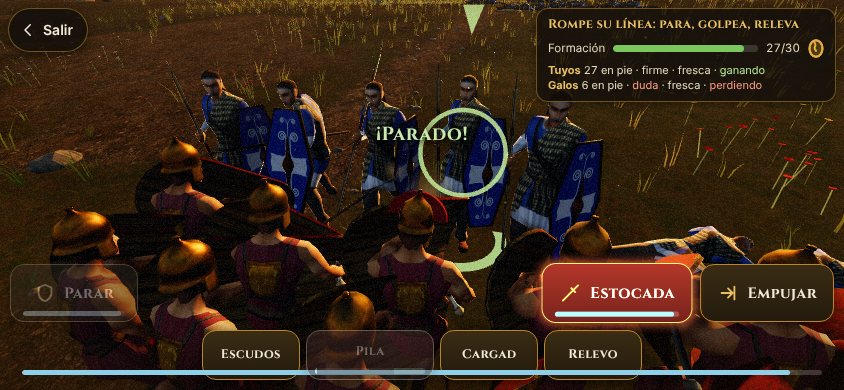 Salir
ROMPE SU LÍNEA: PARA, GOLPEA, RELEVA
Formación 27/30
Tuyos 27 en pie · firme · fresca · ganando
Galos 6 en pie · duda · fresca · perdiendo
¡PARADO!
PARAR
ESTOCADA
EMPUJAR
ESCUDOS
PILA
CARGAD
RELEVO